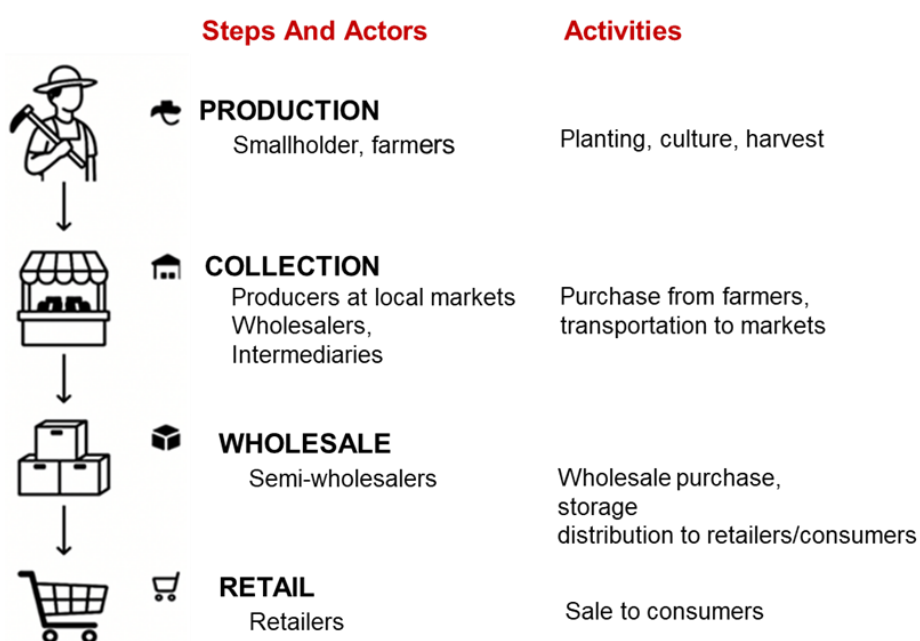 Steps And Actors
Activities
PRODUCTION
Smallholder, farmers
Planting, culture, harvest
COLLECTION
Producers at local markets
Wholesalers,
Intermediaries
Purchase from farmers,
transportation to markets
WHOLESALE
Semi-wholesalers
Wholesale purchase,
storage
distribution to retailers/consumers
RETAIL
Retailers
Sale to consumers